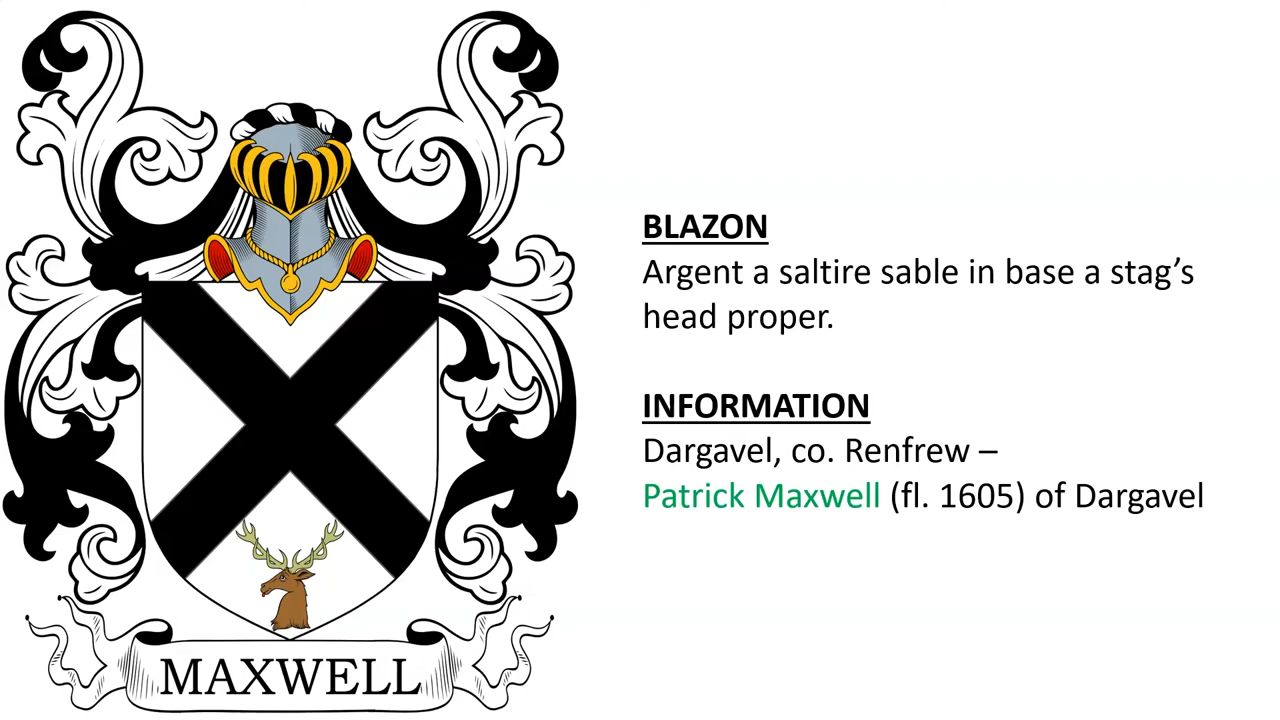 BLAZON
Argent a saltire sable in base a stag’s
head proper.
INFORMATION
Dargavel, co. Renfrew –
Patrick Maxwell (fl. 1605) of Dargavel
MAXWELL